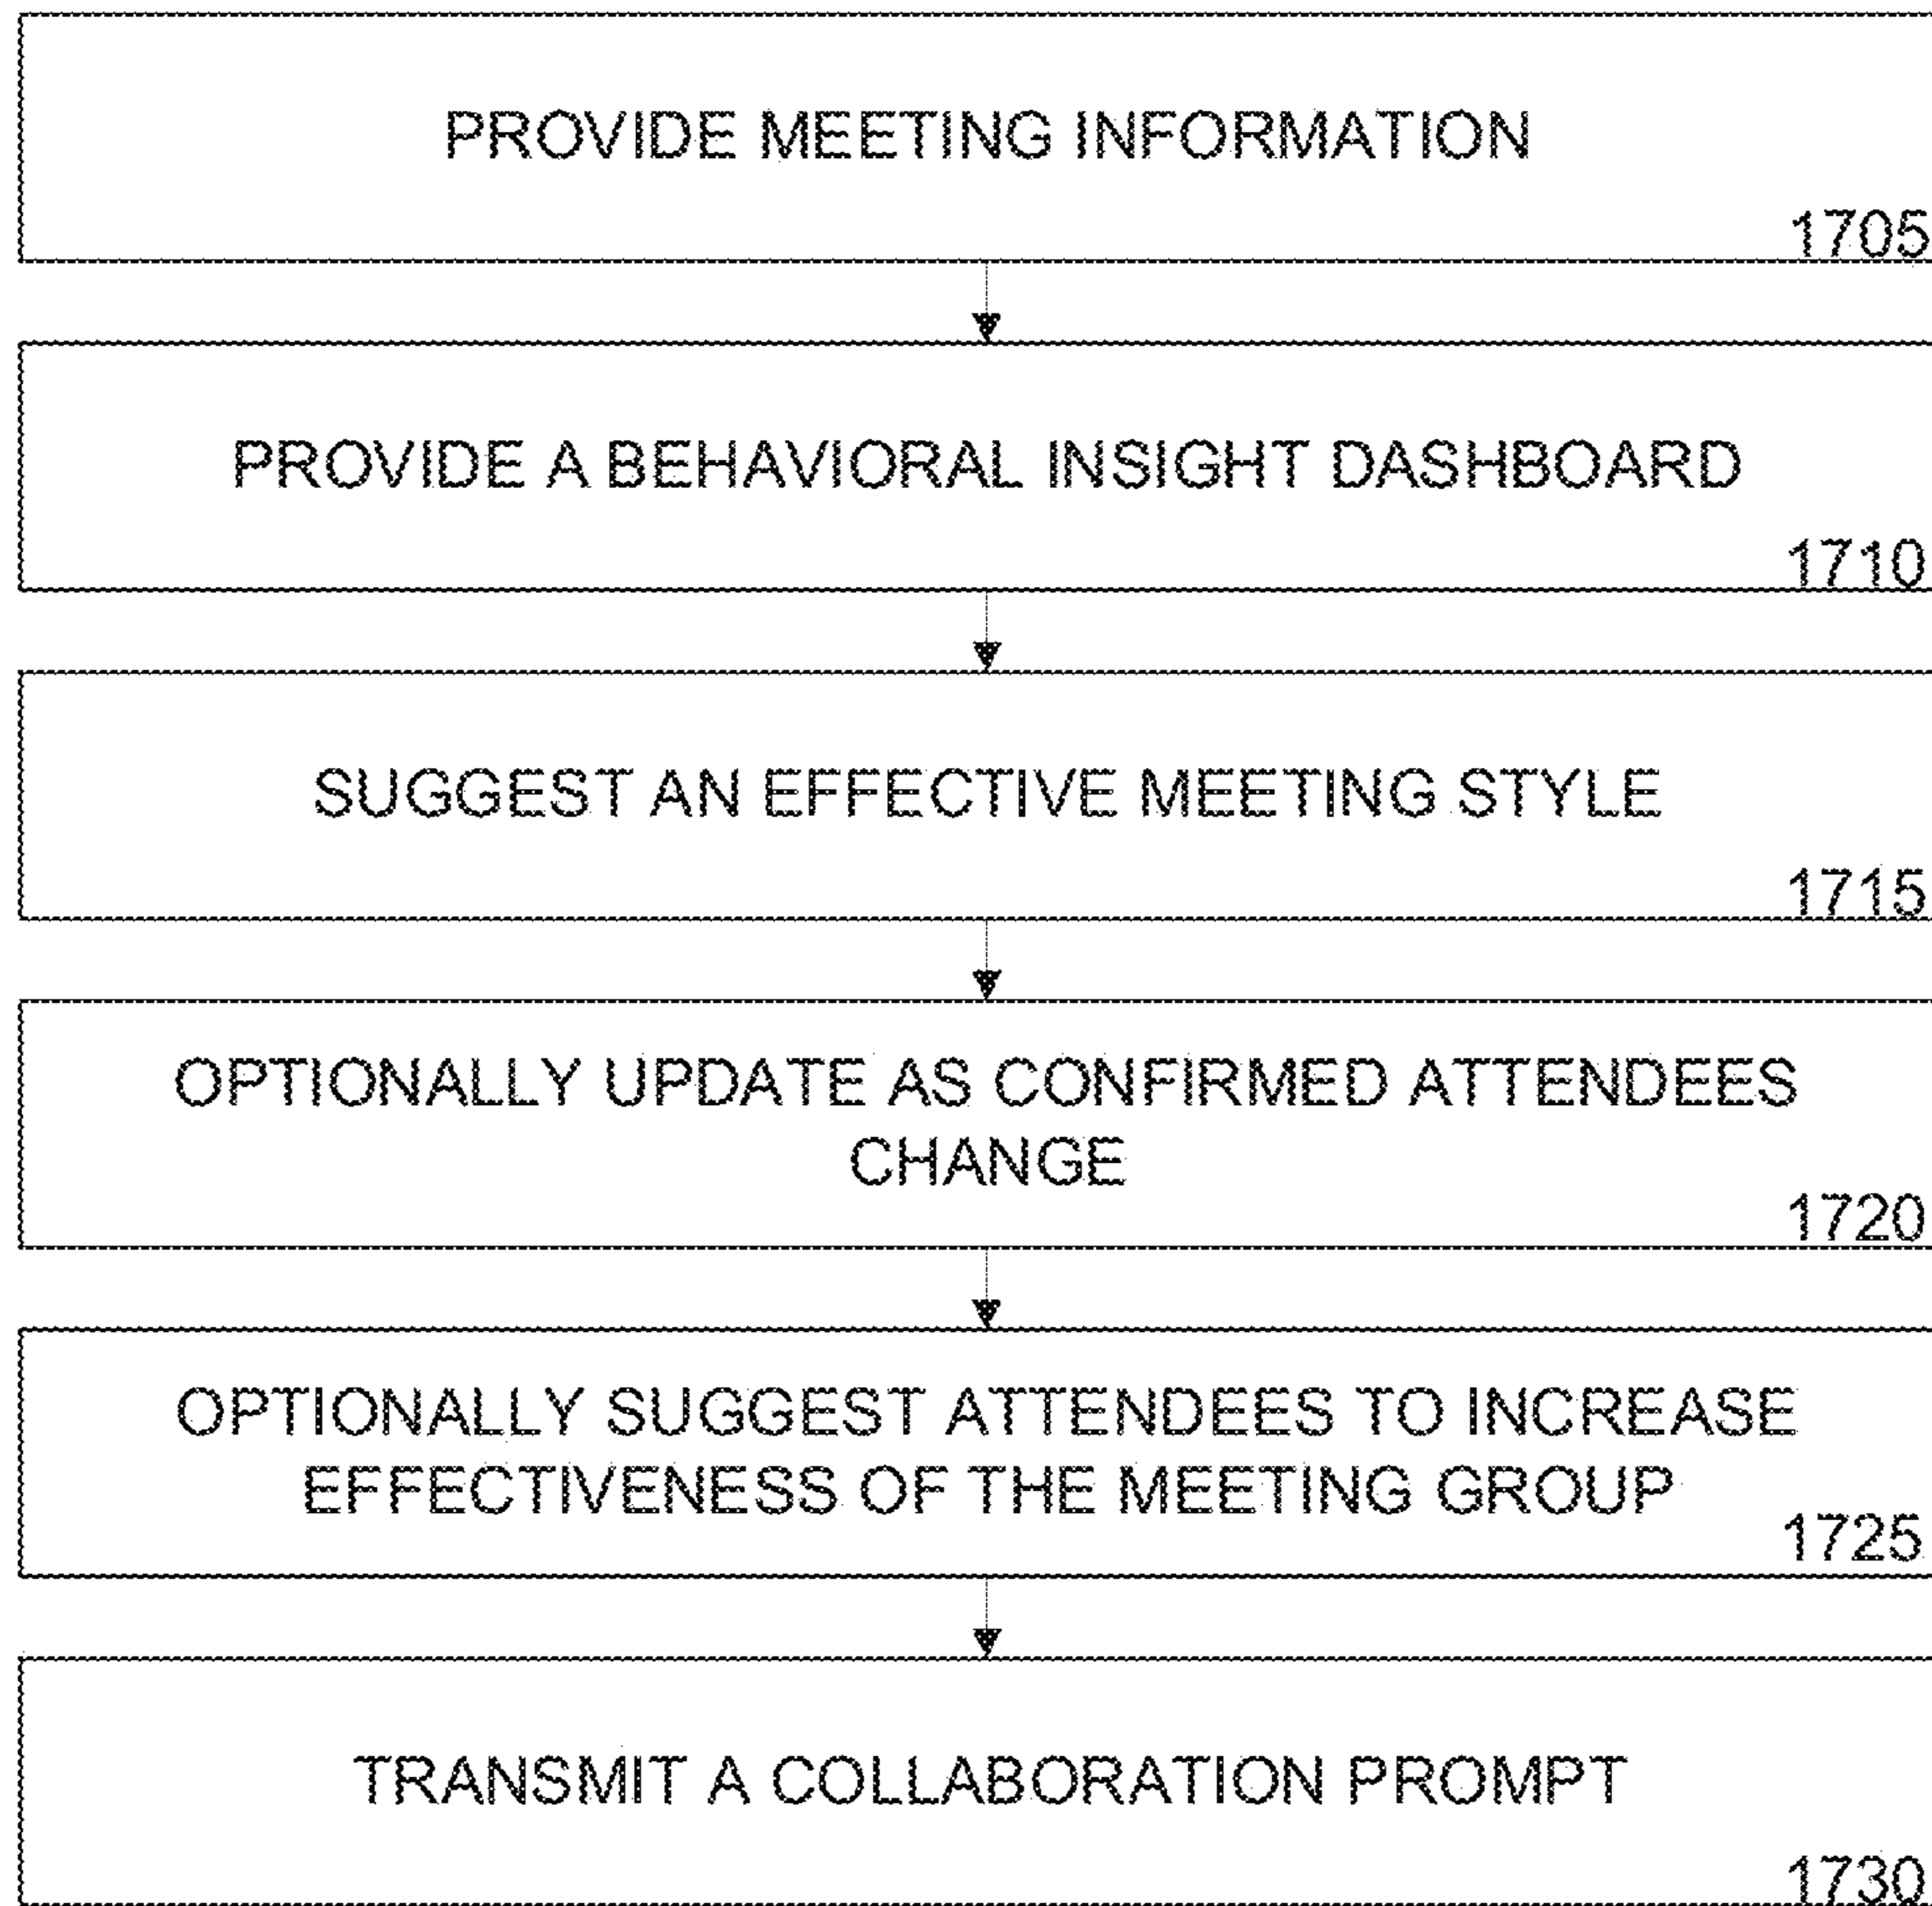 PROVIDE MEETING INFORMATION
1705
PROVIDE A BEHAVIORAL INSIGHT DASHBOARD
1710
SUGGEST AN EFFECTIVE MEETING STYLE
1715
OPTIONALLY UPDATE AS CONFIRMED ATTENDEES
CHANGE
1720
OPTIONALLY SUGGEST ATTENDEES TO INCREASE
EFFECTIVENESS OF THE MEETING GROUP
1725
TRANSMIT A COLLABORATION PROMPT
1730